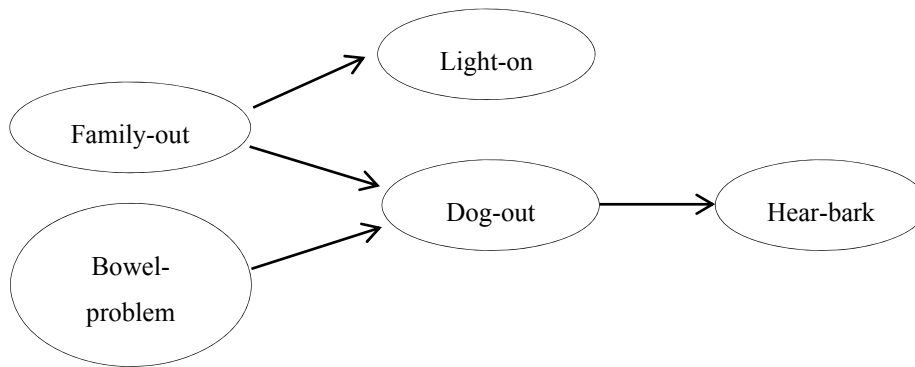 Light-on
Family-out
Dog-out
Hear-bark
Bowel-
problem